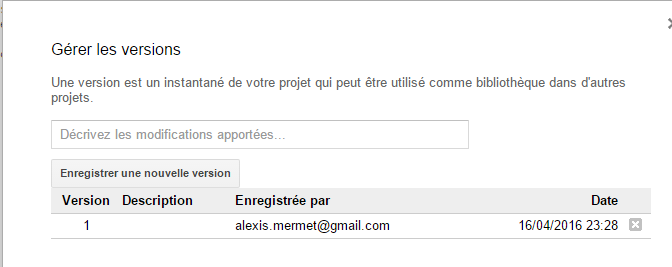 Gérer les versions
Une version est un instantané de votre projet qui peut être utilisé comme bibliothèque dans d'autres
projets.
Décrivez les modifications apportées...
Enregistrer une nouvelle version
Version Description Enregistrée par Date
1 alexis.mermet@gmail.com 16/04/2016 23:28